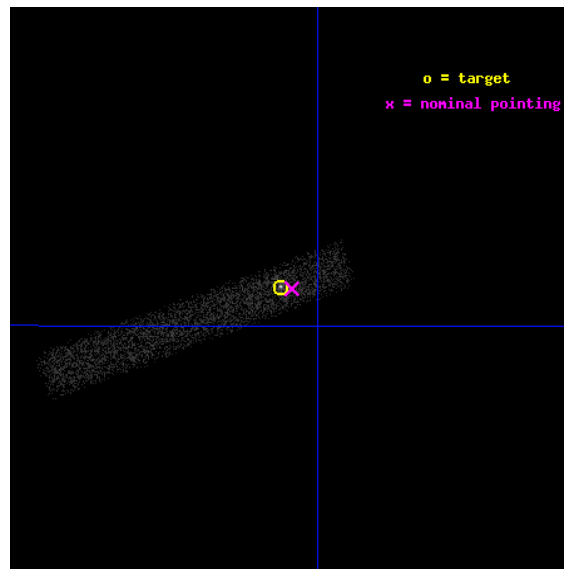 o = target
x = nominal pointing